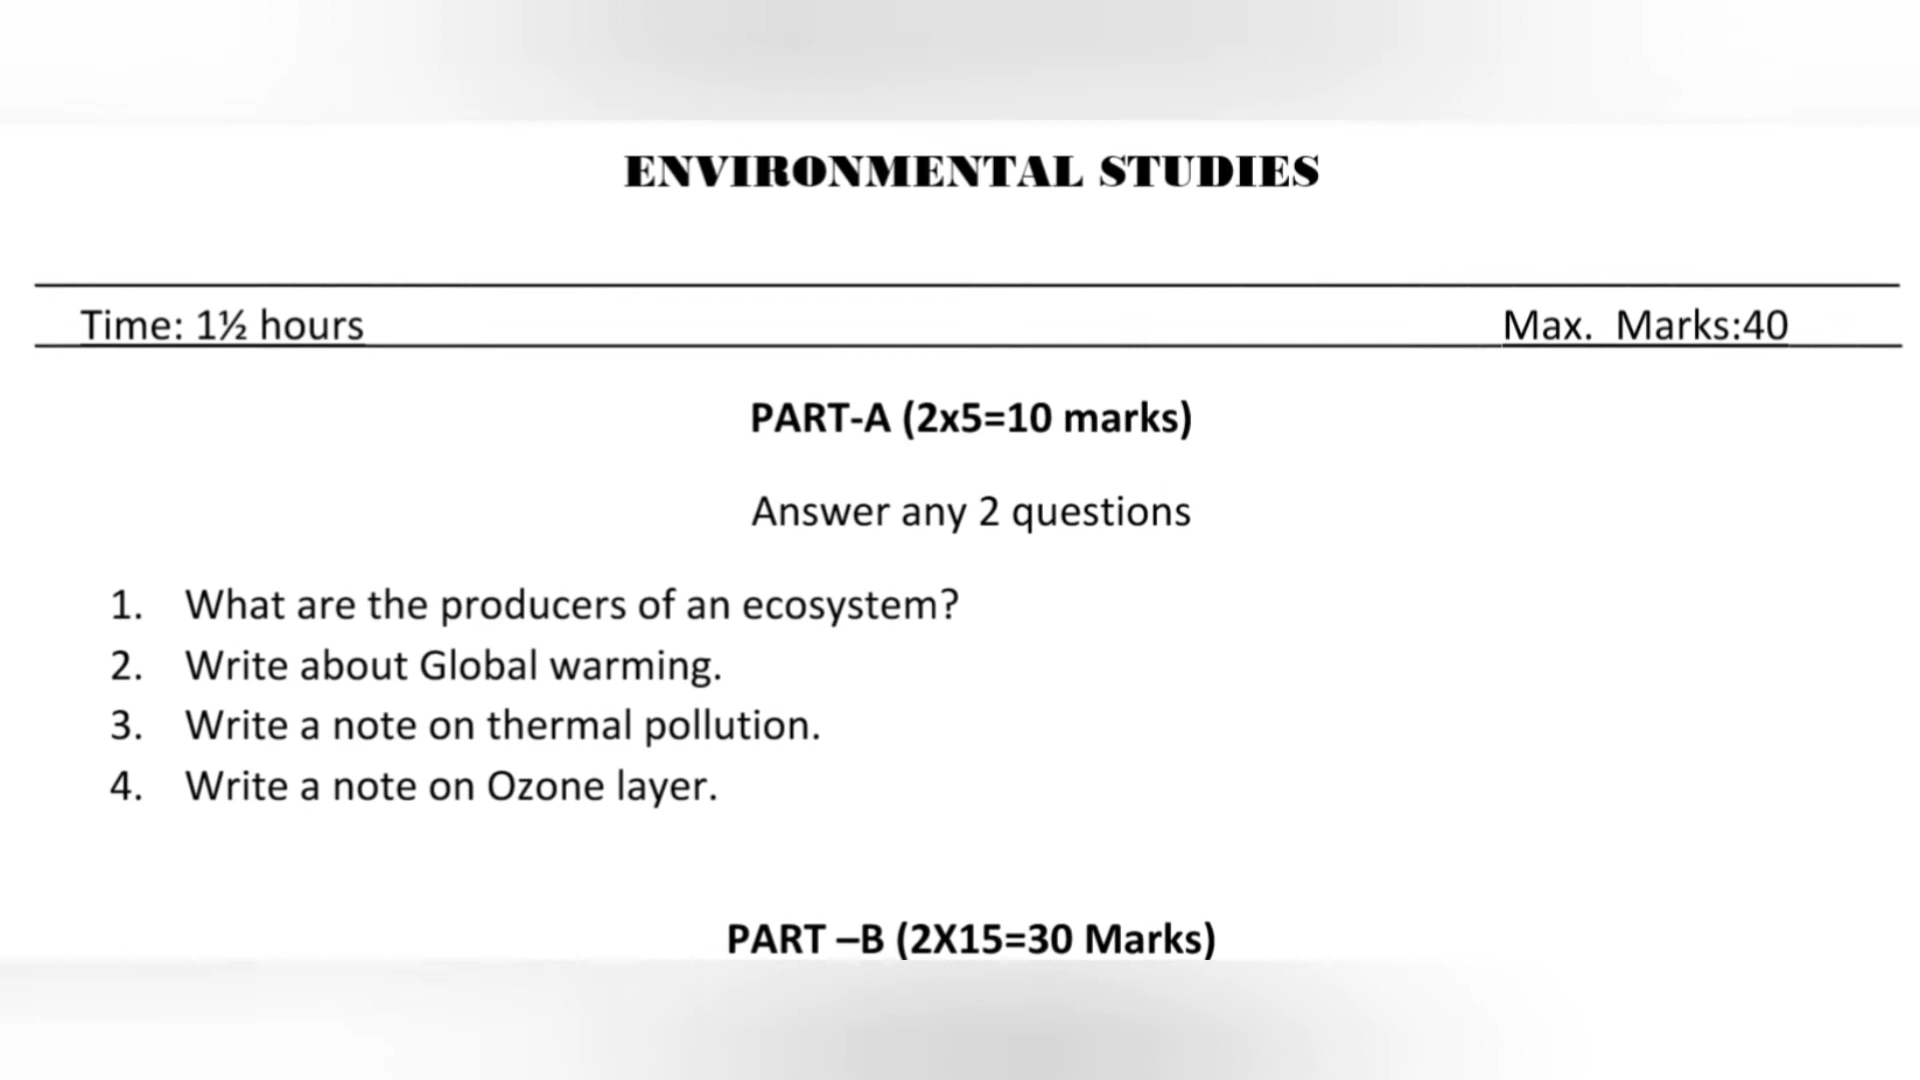 ENVIRONMENTAL STUDIES
Time: 1½ hours Max. Marks:40
PART-A (2x5=10 marks)
Answer any 2 questions
1. What are the producers of an ecosystem?
2. Write about Global warming.
3. Write a note on thermal pollution.
4. Write a note on Ozone layer.
PART –B (2X15=30 Marks)